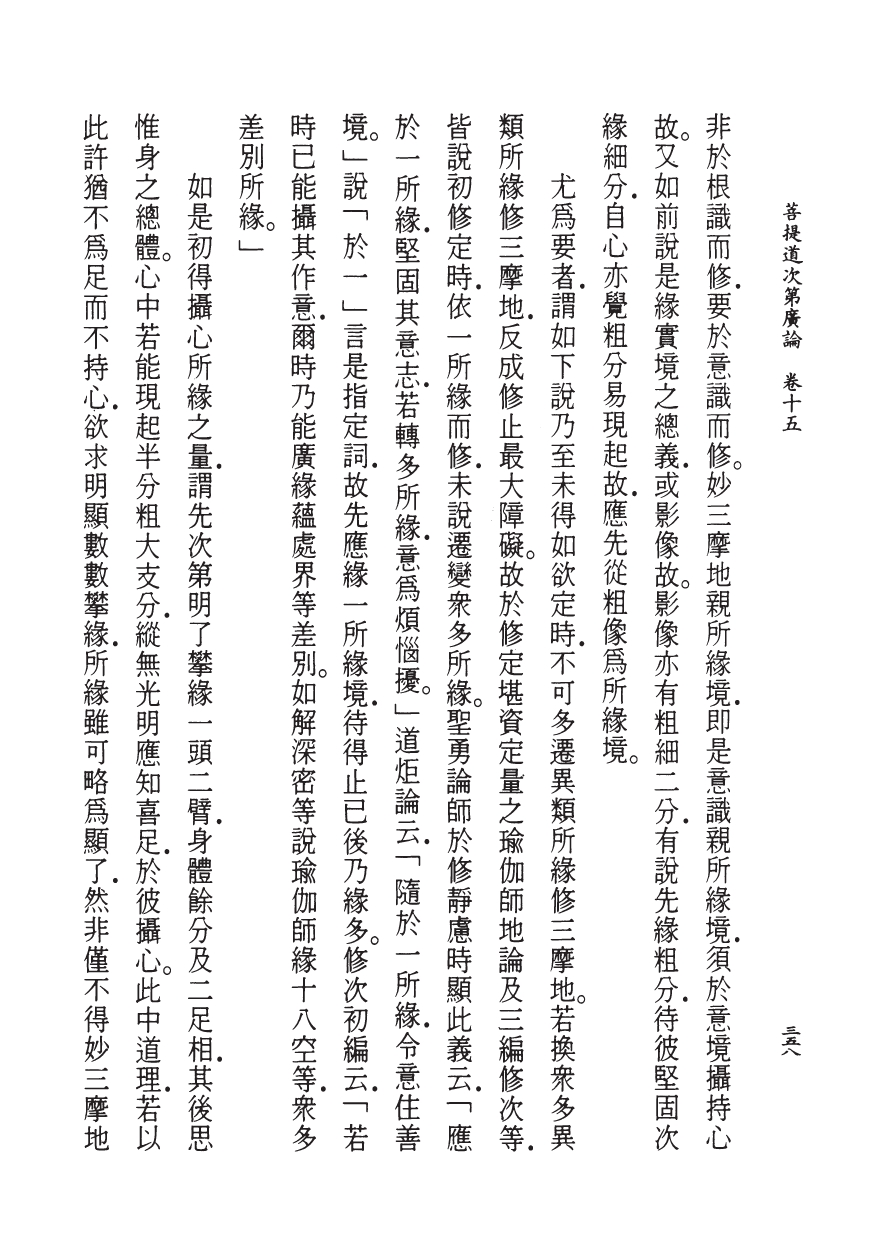 菩提道次第廣論　卷十五
三五八
非於根識而修．要於意識而修。妙三摩地親所緣境．即是意識親所緣境．須於意境攝持心
故。又如前說是緣實境之總義．或影像故。影像亦有粗細二分．有說先緣粗分．待彼堅固次
緣細分．自心亦覺粗分易現起故．應先從粗像爲所緣境。
尤爲要者．謂如下說乃至未得如欲定時．不可多遷異類所緣修三摩地。若換衆多異
類所緣修三摩地．反成修止最大障礙。故於修定堪資定量之瑜伽師地論及三編修次等．
皆說初修定時．依一所緣而修．未說遷變衆多所緣。聖勇論師於修靜慮時顯此義云．「應
於一所緣．堅固其意志．若轉多所緣．意爲煩惱擾。」道炬論云．「隨於一所緣．令意住善
境。」說「於一」言是指定詞．故先應緣一所緣境．待得止已後乃緣多。修次初編云．「若
時已能攝其作意．爾時乃能廣緣蘊處界等差別。如解深密等說瑜伽師緣十八空等．衆多
差別所緣。」
如是初得攝心所緣之量．謂先次第明了攀緣一頭二臂．身體餘分及二足相．其後思
惟身之總體。心中若能現起半分粗大支分．縱無光明應知喜足．於彼攝心。此中道理．若以
此許猶不爲足而不持心．欲求明顯數數攀緣．所緣雖可略爲顯了．然非僅不得妙三摩地